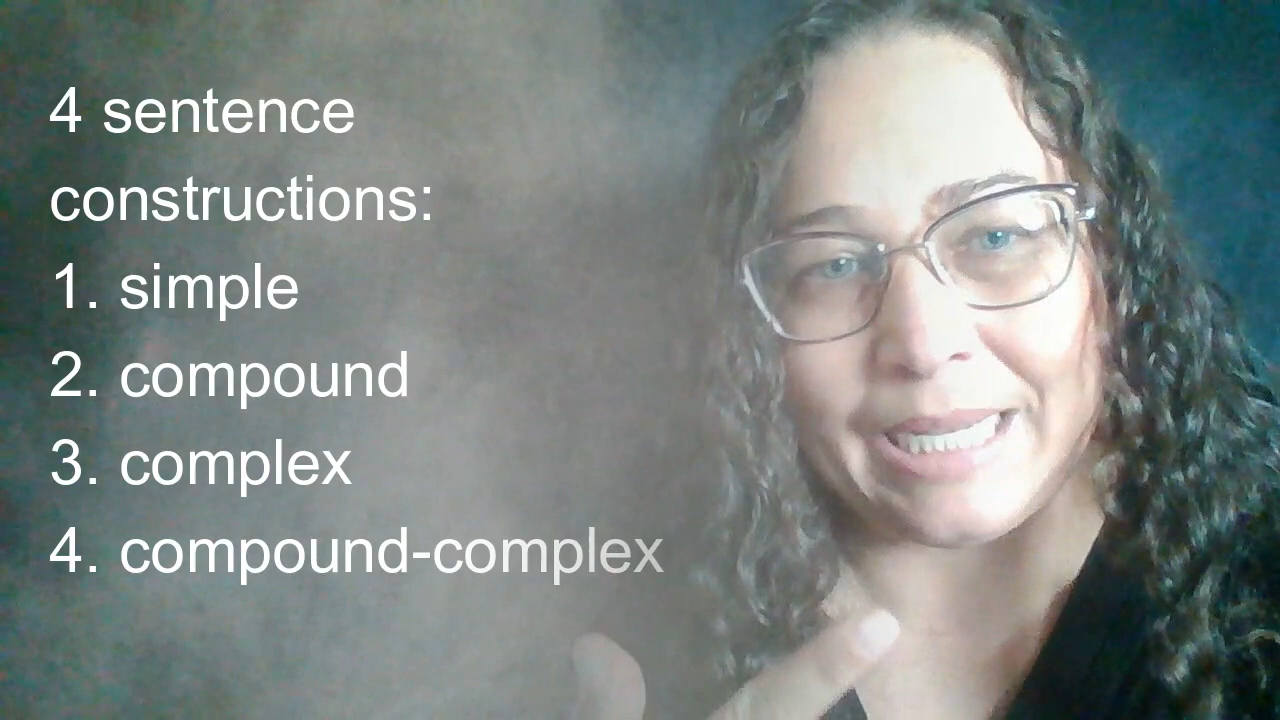 4 sentence
constructions:
1. simple
2. compound
3. complex
4. compound-complex